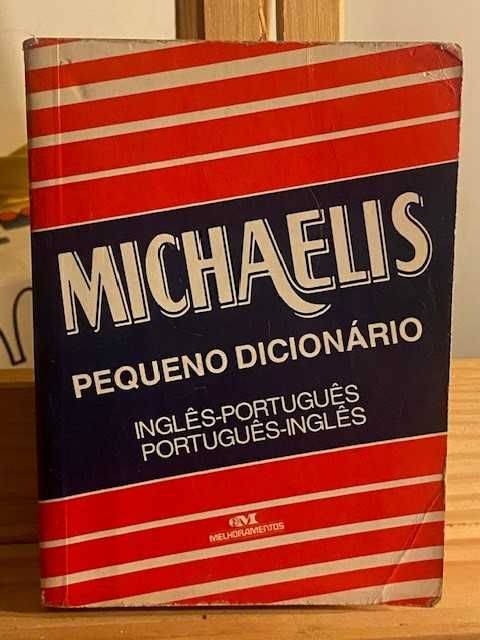 MICHAELIS
PEQUENO DICIONÁRIO
INGLÊS-PORTUGUÊS
PORTUGUÊS-INGLÊS
MELHORAMENTOS